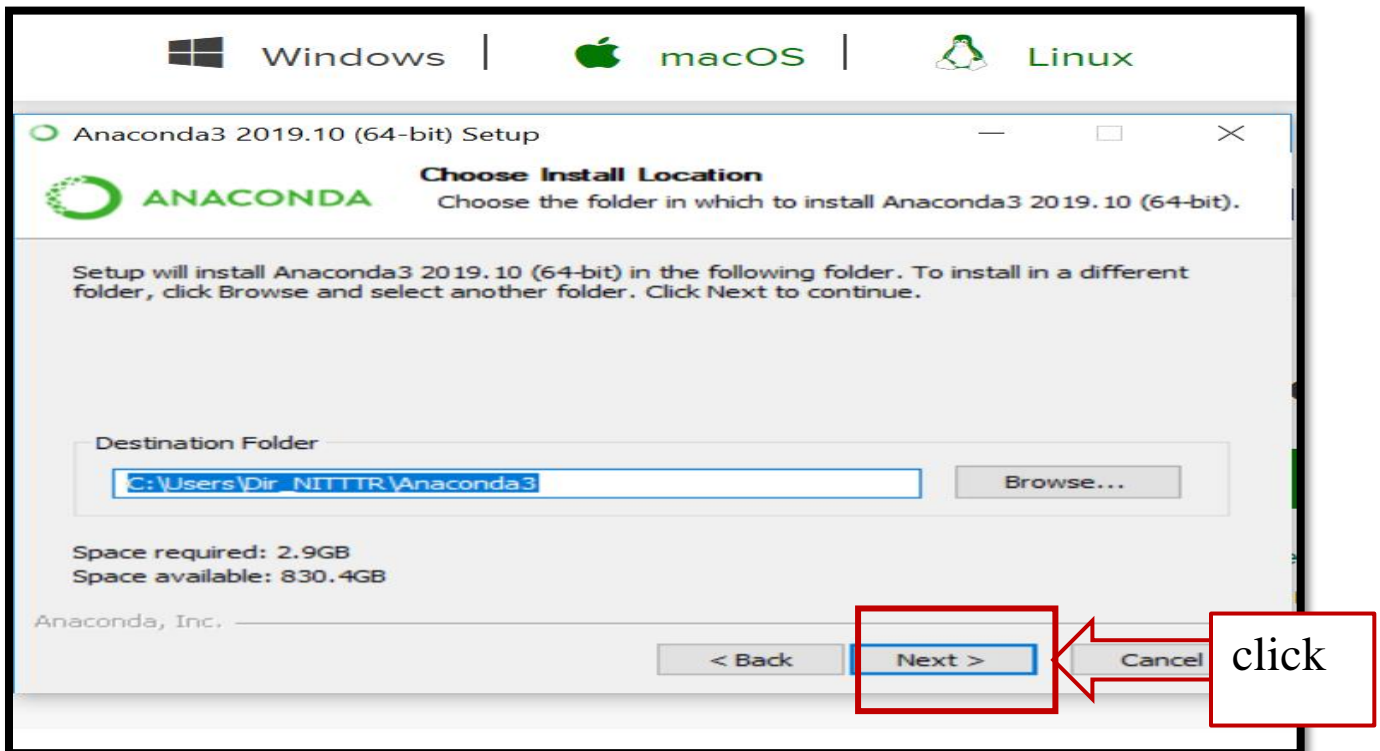 Windows | macOS | Linux
Anaconda3 2019.10 (64-bit) Setup
ANACONDA
Choose Install Location
Choose the folder in which to install Anaconda3 2019.10 (64-bit).
Setup will install Anaconda3 2019.10 (64-bit) in the following folder. To install in a different
folder, click Browse and select another folder. Click Next to continue.
Destination Folder
C:\Users\Dir_NITTTR\Anaconda3
Browse...
Space required: 2.9GB
Space available: 830.4GB
Anaconda, Inc.
< Back Next > Cancel
click